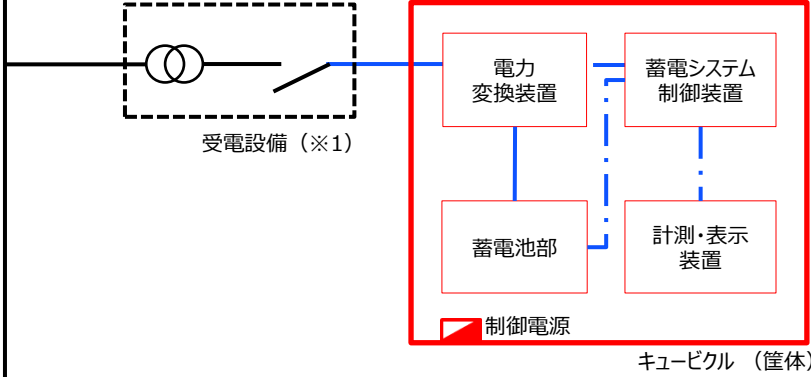 電力
変換装置
蓄電システム
制御装置
受電設備（※1）
蓄電池部
計測・表示
装置
制御電源
キュービクル （筐体）